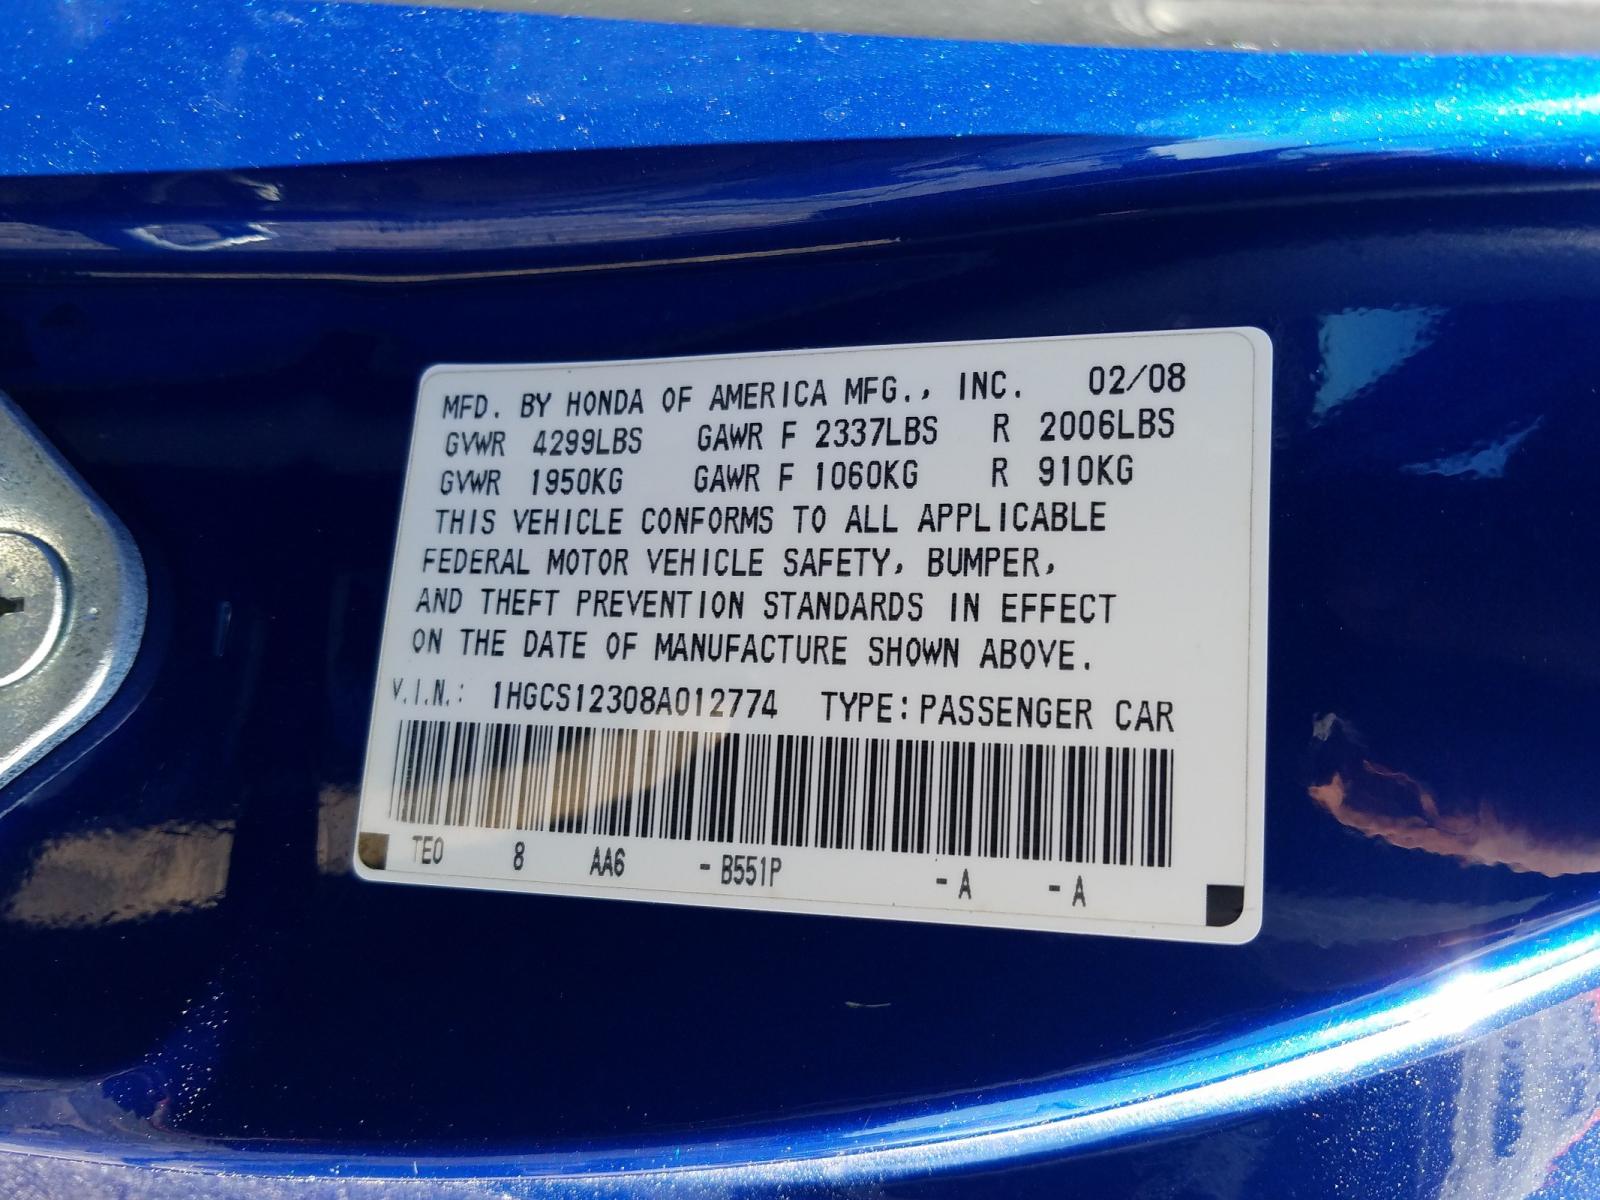 MFD. BY HONDA OF AMERICA MFG., INC. 02/08
GVWR 4299LBS GAWR F 2337LBS R 2006LBS
GVWR 1950KG GAWR F 1060KG R 910KG
THIS VEHICLE CONFORMS TO ALL APPLICABLE
FEDERAL MOTOR VEHICLE SAFETY, BUMPER,
AND THEFT PREVENTION STANDARDS IN EFFECT
ON THE DATE OF MANUFACTURE SHOWN ABOVE.
V.I.N.: 1HGCS12308A012774 TYPE: PASSENGER CAR
TE0 8 AA6 - B551P - A - A